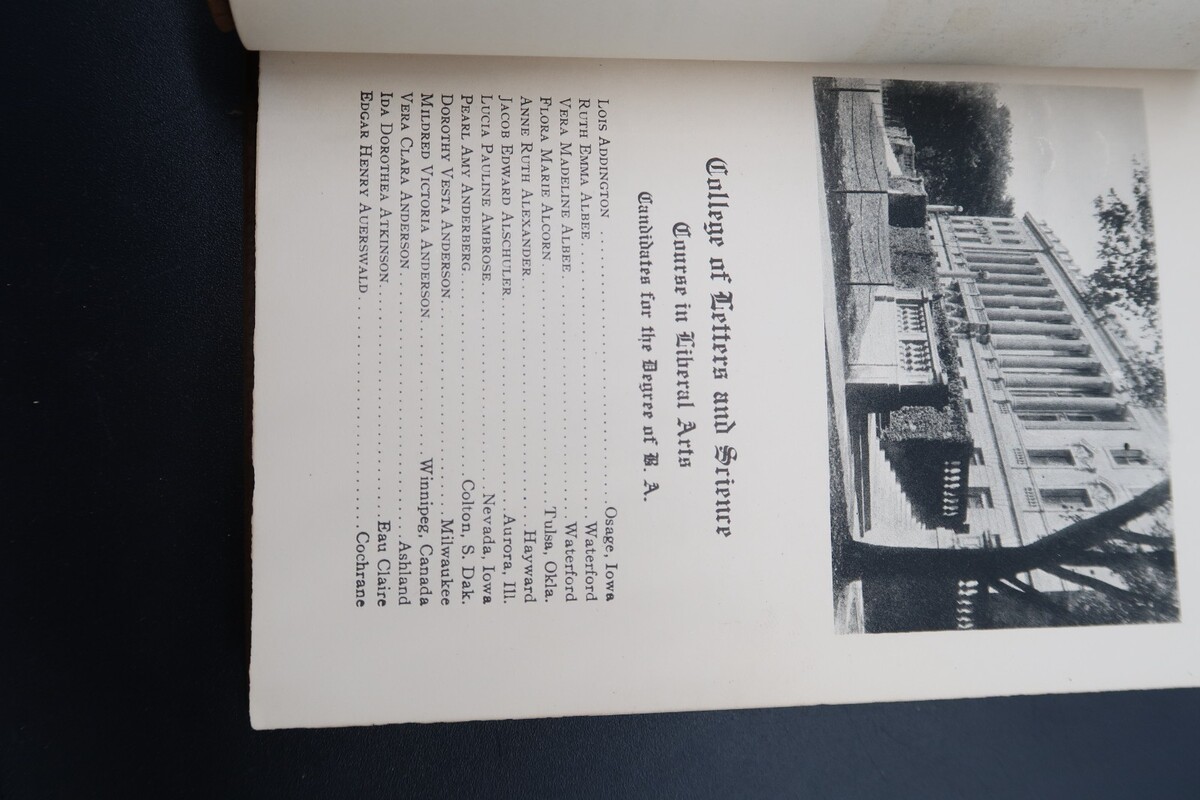 College of Letters and Science
Course in Liberal Arts
Candidates for the Degree of B. A.
LOIS ADDINGTON ........................ Osage, Iowa
RUTH EMMA ALBEE ........................ Waterford
VERA MADELINE ALBEE ........................ Waterford
FLORA MARIE ALCORN ........................ Tulsa, Okla.
ANNE RUTH ALEXANDER ........................ Hayward
JACOB EDWARD ALSCHULER ........................ Aurora, Ill.
LUCIA PAULINE AMBROSE ........................ Nevada, Iowa
PEARL AMY ANDERBERG ........................ Colton, S. Dak.
DOROTHY VESTA ANDERSON ........................ Milwaukee
MILDRED VICTORIA ANDERSON ........................ Winnipeg, Canada
VERA CLARA ANDERSON ........................ Ashland
IDA DOROTHEA ATKINSON ........................ Eau Claire
EDGAR HENRY AUERSWALD ........................ Cochrane